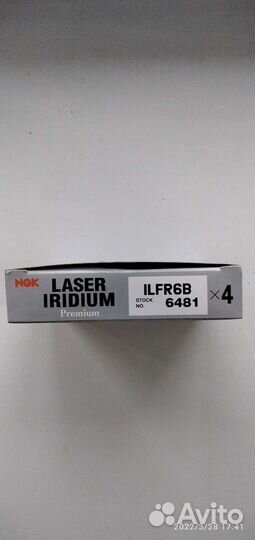 NGK LASER IRIDIUM Premium
ILFR6B
STOCK NO. 6481
×4
2022/3/28 17:41
Avito